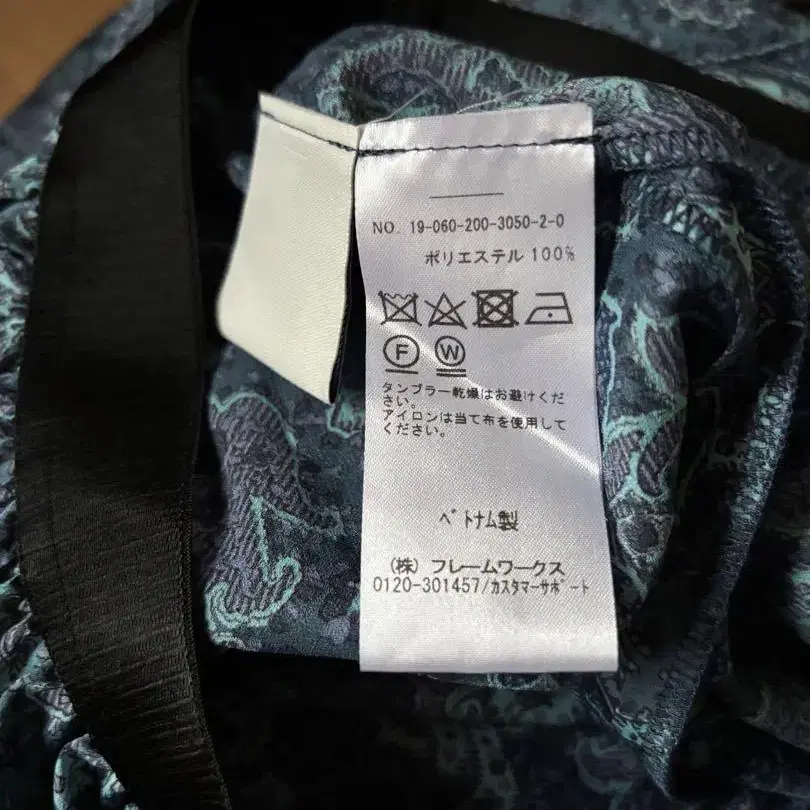 NO. 19-060-200-3050-2-0
ポリエステル 100%
F W
タンブラー乾燥はお避けくだ
さい。
アイロンは当て布を使用して
ください。
ベトナム製
(株) フレームワークス
0120-301457/カスタマーサポート